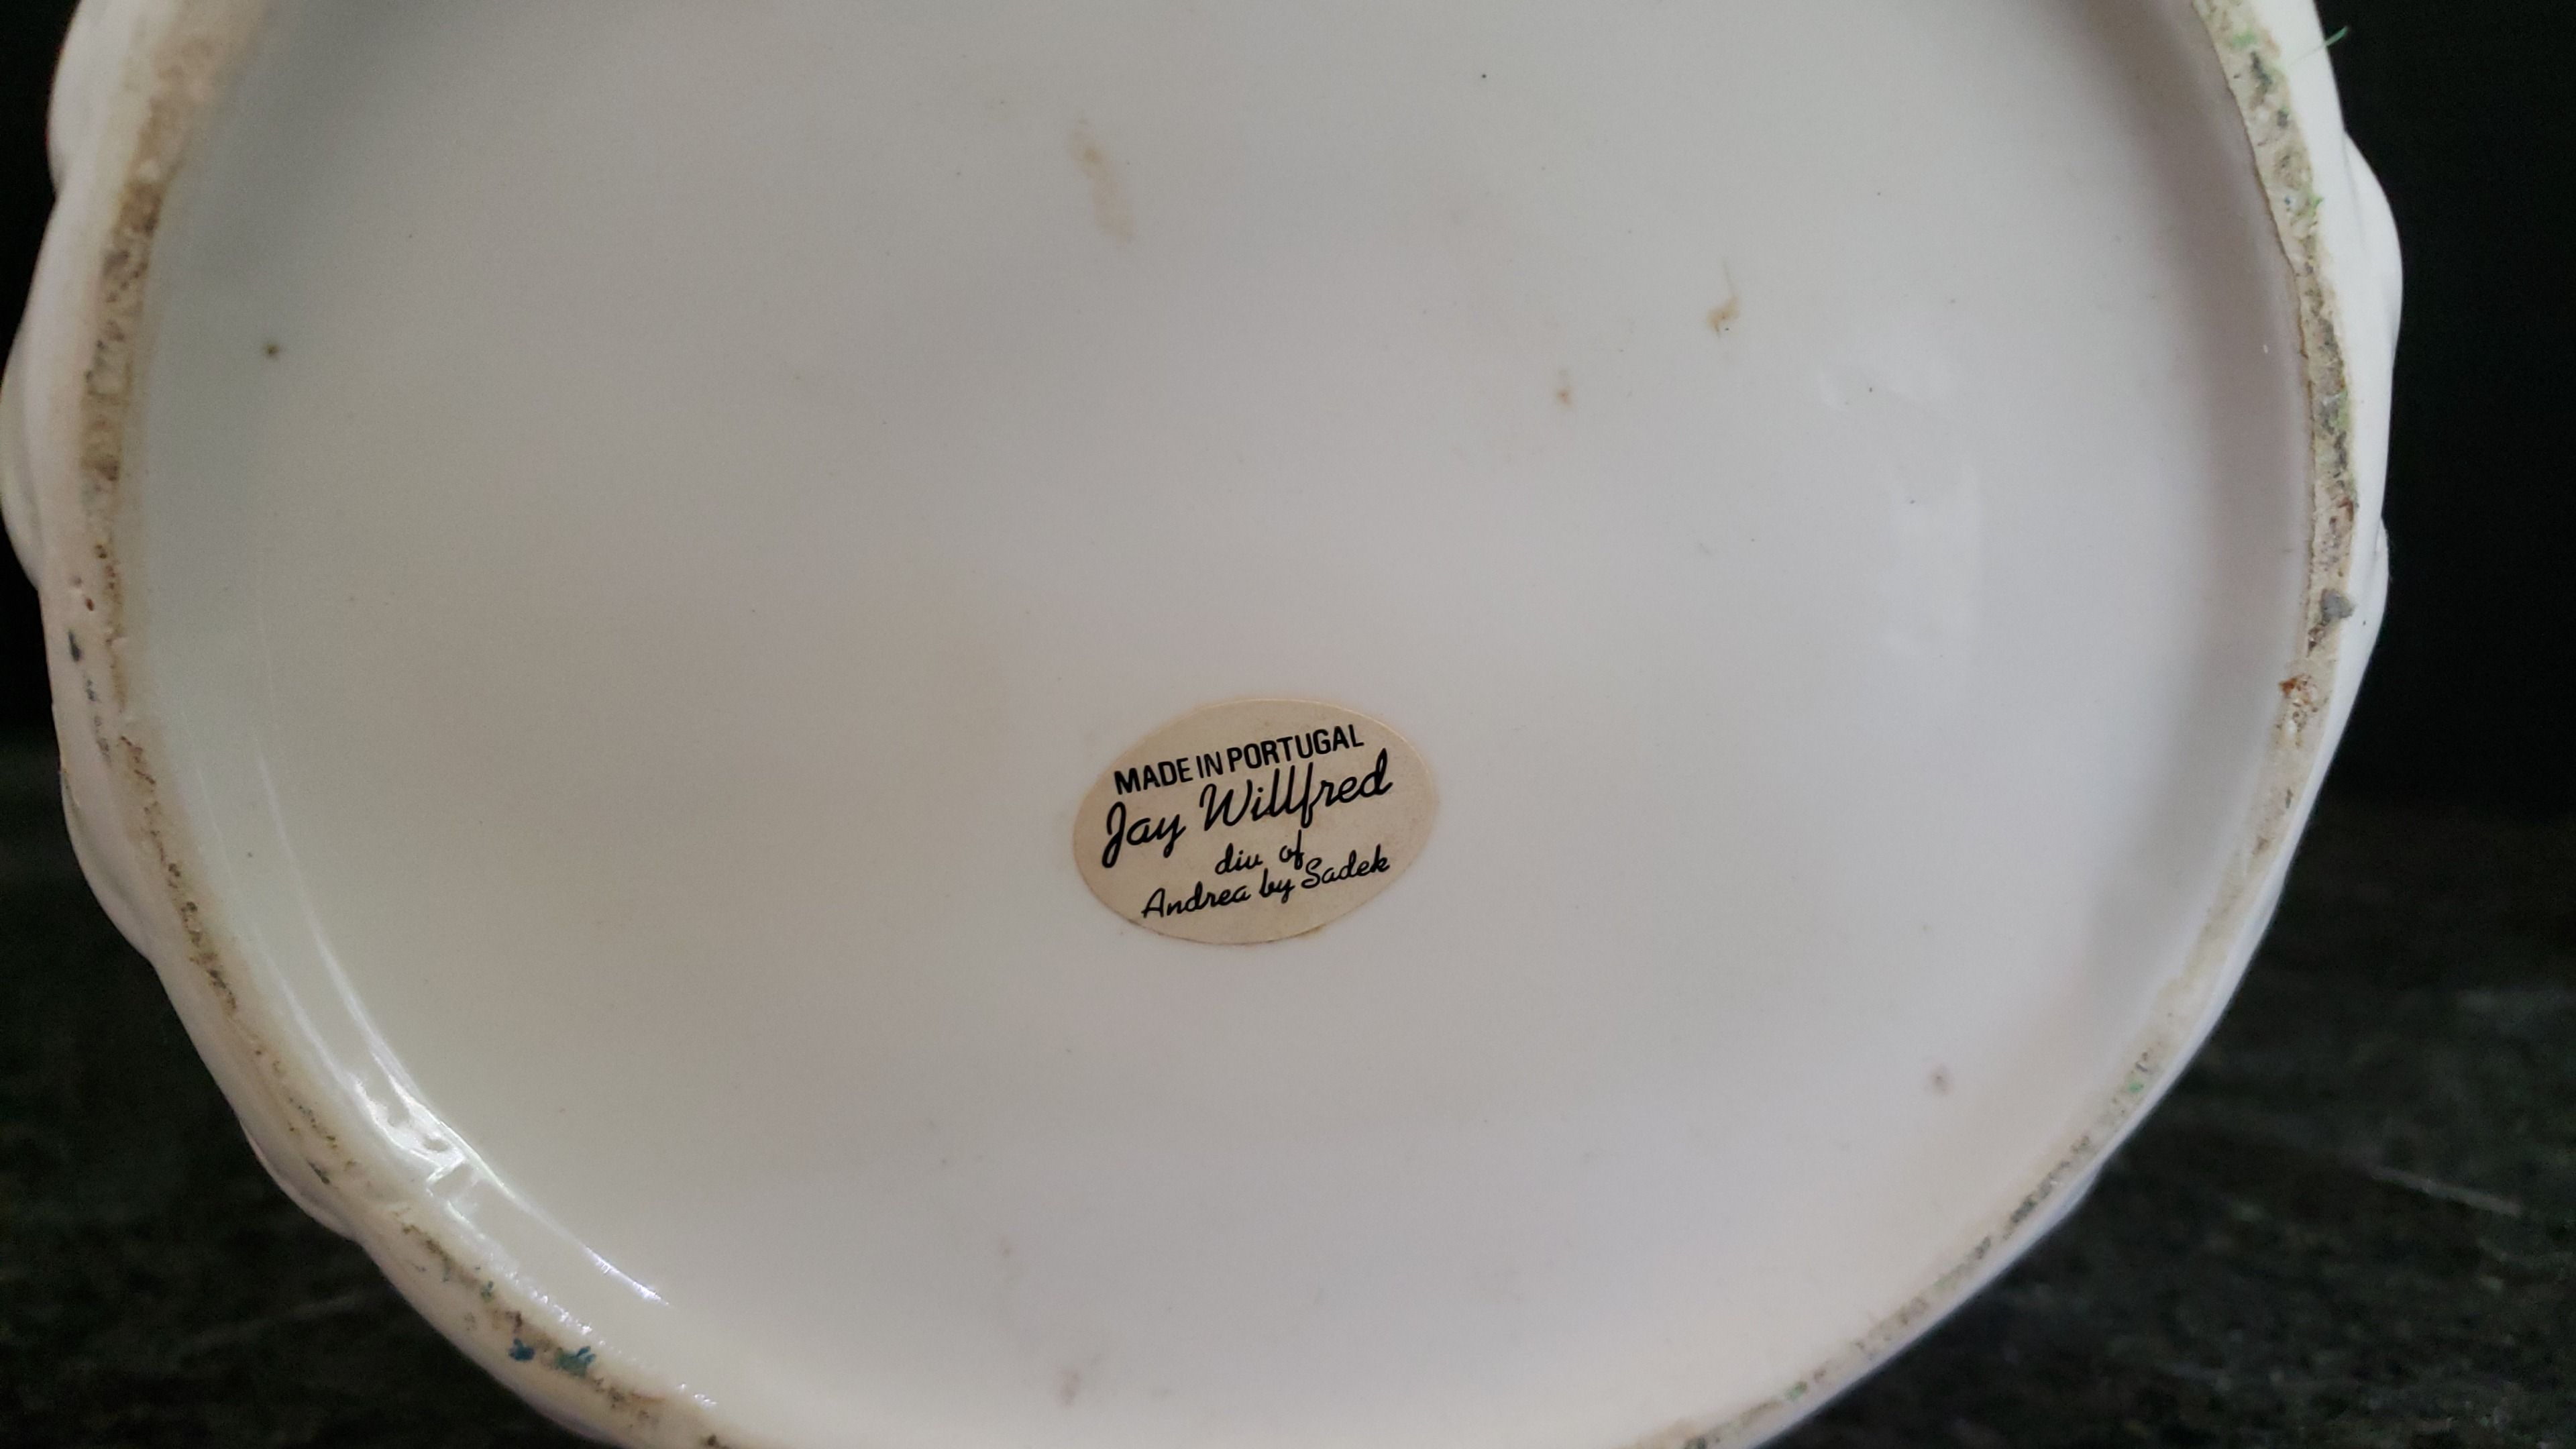 MADE IN PORTUGAL
Jay Willfred
div of
Andrea by Sadek